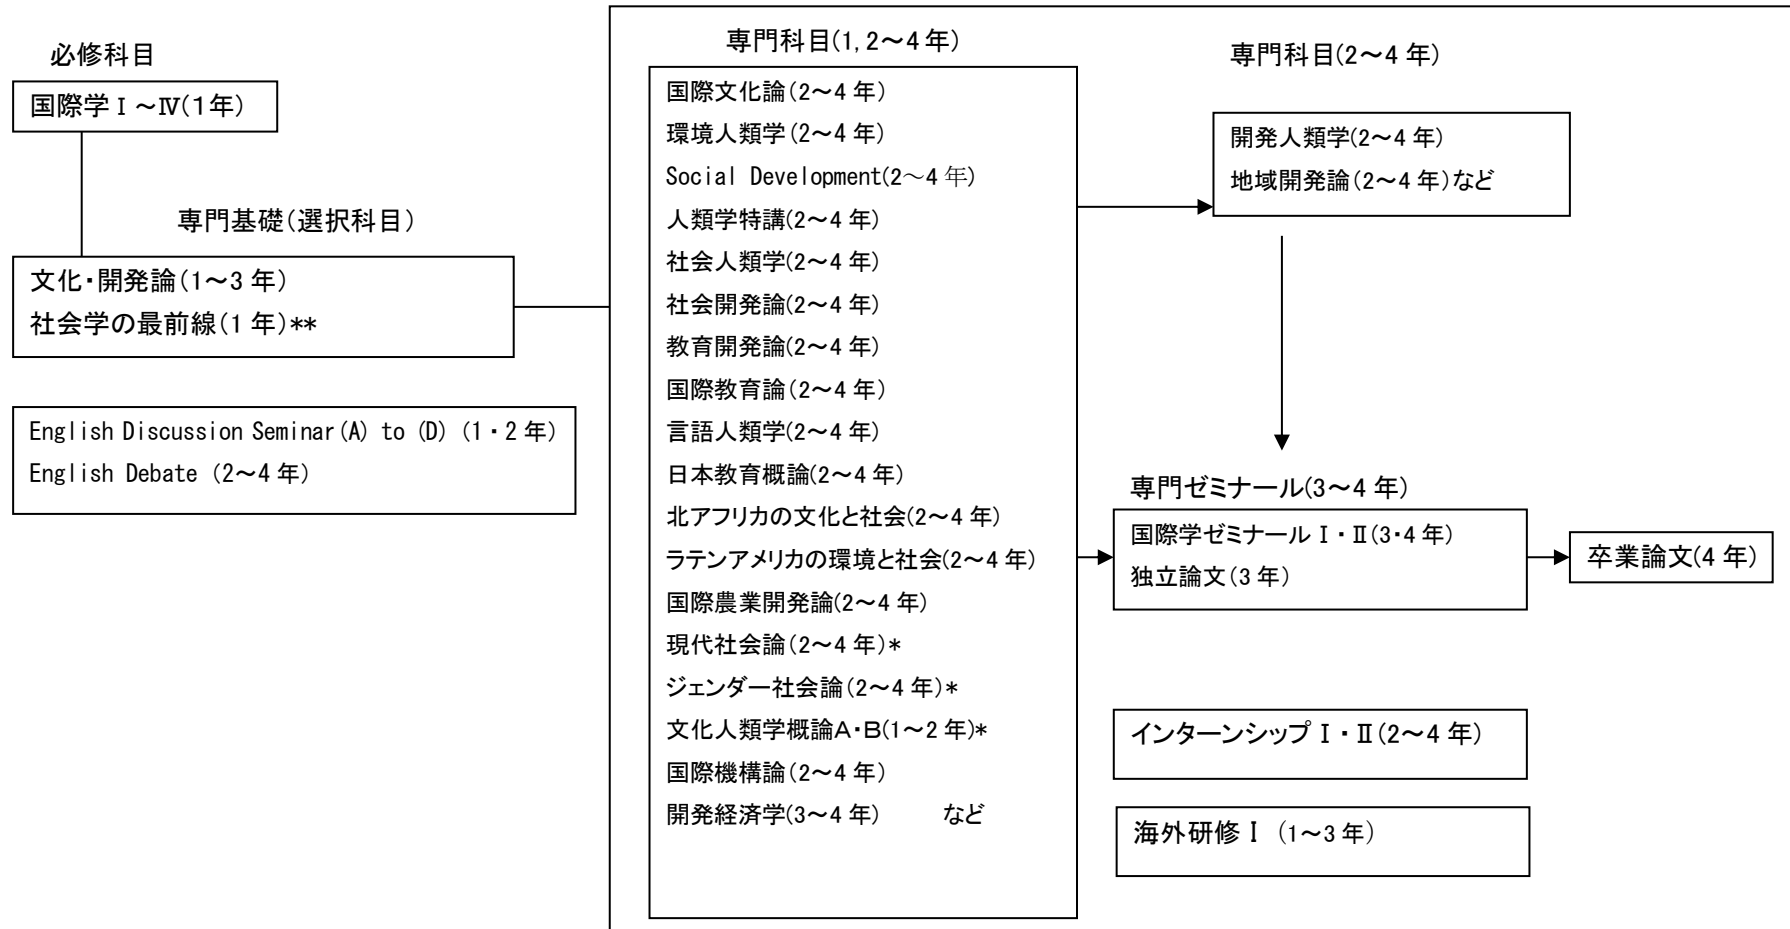 必修科目
国際学Ⅰ～Ⅳ(1年)
専門基礎(選択科目)
文化・開発論(1～3年)
社会学の最前線(1年)**
English Discussion Seminar(A) to (D) (1・2年)
English Debate (2～4年)
専門科目(1,2～4年)
国際文化論(2～4年)
環境人類学(2～4年)
Social Development(2～4年)
人類学特講(2～4年)
社会人類学(2～4年)
社会開発論(2～4年)
教育開発論(2～4年)
国際教育論(2～4年)
言語人類学(2～4年)
日本教育概論(2～4年)
北アフリカの文化と社会(2～4年)
ラテンアメリカの環境と社会(2～4年)
国際農業開発論(2～4年)
現代社会論(2～4年)*
ジェンダー社会論(2～4年)*
文化人類学概論A・B(1～2年)*
国際機構論(2～4年)
開発経済学(3～4年) など
専門科目(2～4年)
開発人類学(2～4年)
地域開発論(2～4年)など
専門ゼミナール(3～4年)
国際学ゼミナールⅠ・Ⅱ(3・4年)
独立論文(3年)
卒業論文(4年)
インターンシップⅠ・Ⅱ(2～4年)
海外研修Ⅰ (1～3年)